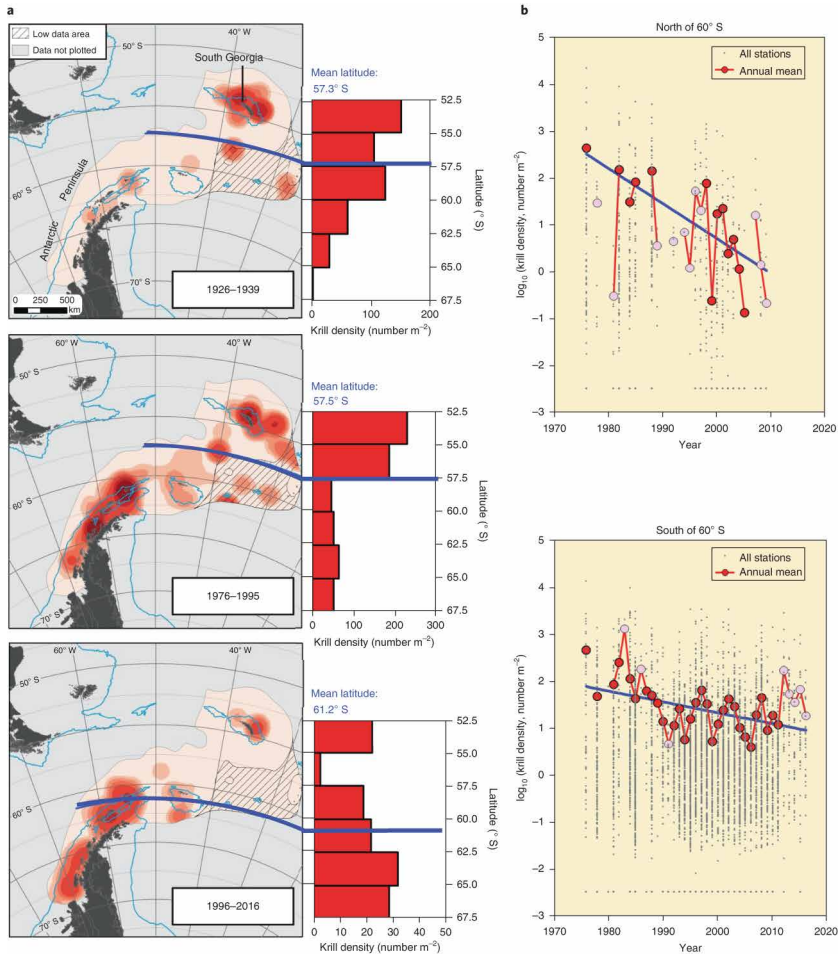 a
Low data area
Data not plotted
50° S
40° W
South Georgia
Peninsula
Antarctic
60° S
70° S
0 250 500
km
1926–1939
Mean latitude:
57.3° S
52.5
55.0
57.5
60.0
62.5
65.0
67.5
Latitude (° S)
0 100 200
Krill density (number m⁻²)
60° W
40° W
50° S
60° S
70° S
1976–1995
Mean latitude:
57.5° S
52.5
55.0
57.5
60.0
62.5
65.0
67.5
Latitude (° S)
0 100 200 300
Krill density (number m⁻²)
60° W
40° W
50° S
60° S
70° S
1996–2016
Mean latitude:
61.2° S
52.5
55.0
57.5
60.0
62.5
65.0
67.5
Latitude (° S)
0 10 20 30 40 50
Krill density (number m⁻²)
b
North of 60° S
All stations
Annual mean
5
4
3
2
1
0
−1
−2
−3
log₁₀ (krill density, number m⁻²)
1970 1980 1990 2000 2010 2020
Year
South of 60° S
All stations
Annual mean
5
4
3
2
1
0
−1
−2
−3
log₁₀ (krill density, number m⁻²)
1970 1980 1990 2000 2010 2020
Year